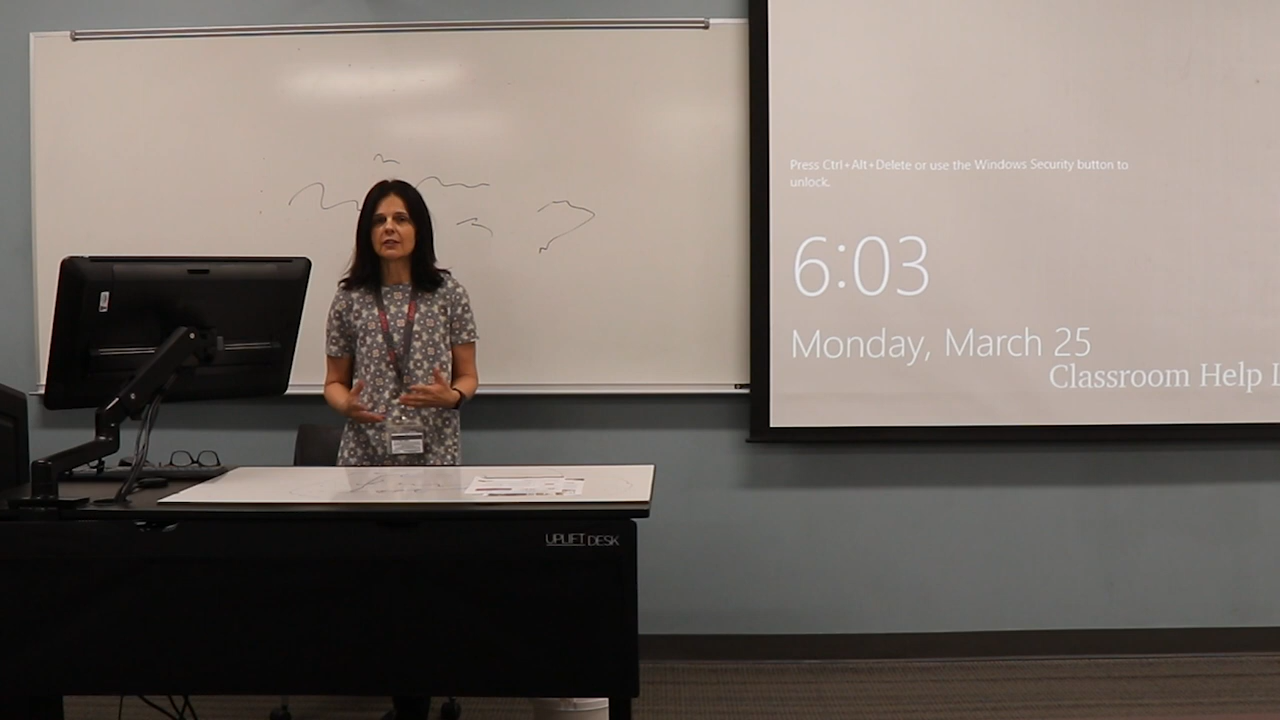 Press Ctrl+Alt+Delete or use the Windows Security button to
unlock.
6:03
Monday, March 25
Classroom Help
UPLIFT DESK